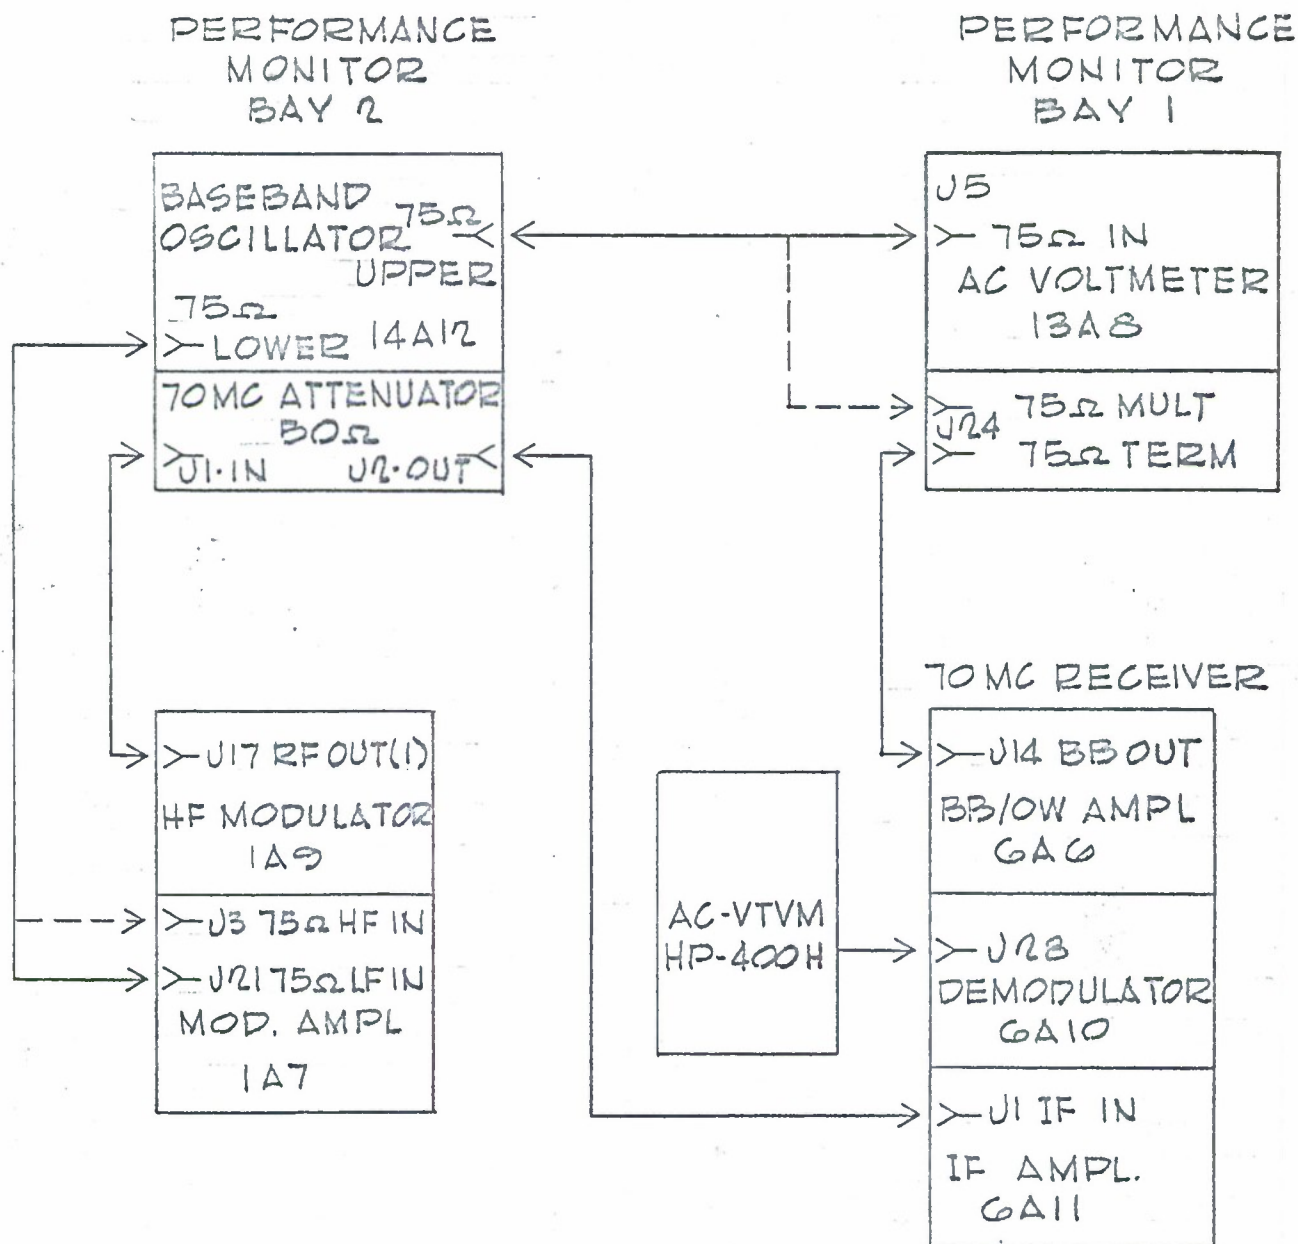 PERFORMANCE
MONITOR
BAY 2
BASEBAND
OSCILLATOR
75Ω
UPPER
75Ω
LOWER
14A12
70MC ATTENUATOR
50Ω
J1·IN
J2·OUT
PERFORMANCE
MONITOR
BAY 1
J5
75Ω IN
AC VOLTMETER
13A8
75Ω MULT
J24
75Ω TERM
J17 RF OUT(1)
HF MODULATOR
1A9
J3 75Ω HF IN
J21 75Ω LF IN
MOD. AMPL
1A7
AC-VTVM
HP-400H
70 MC RECEIVER
J14 BB OUT
BB/OW AMPL
6A6
J28
DEMODULATOR
6A10
J1 IF IN
IF AMPL.
6A11